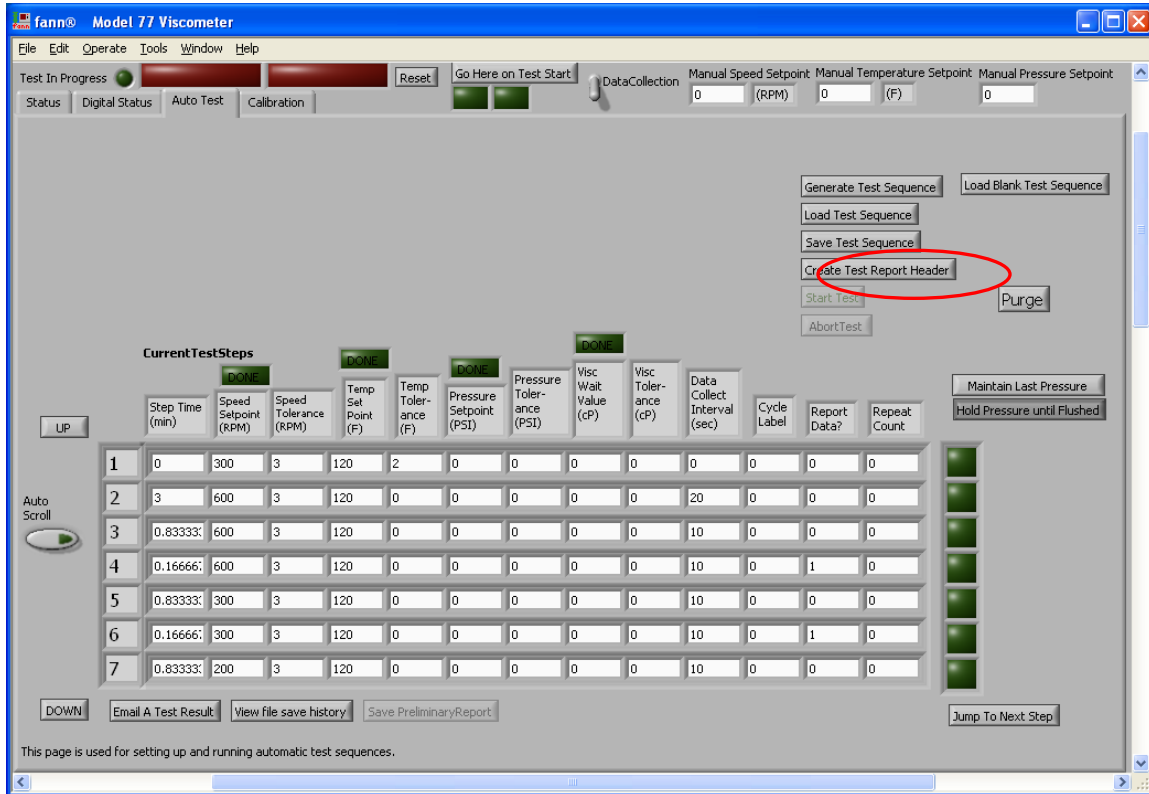 fann® Model 77 Viscometer
File Edit Operate Tools Window Help
Test In Progress Reset Go Here on Test Start DataCollection Manual Speed Setpoint Manual Temperature Setpoint Manual Pressure Setpoint
0 (RPM) 0 (F) 0
Status Digital Status Auto Test Calibration
Generate Test Sequence Load Blank Test Sequence
Load Test Sequence
Save Test Sequence
Create Test Report Header
Start Test Purge
AbortTest
CurrentTestSteps
DONE DONE DONE DONE
Step Time (min)
Speed Setpoint (RPM)
Speed Tolerance (RPM)
Temp Set Point (F)
Temp Toler-ance (F)
Pressure Setpoint (PSI)
Pressure Toler-ance (PSI)
Visc Wait Value (cP)
Visc Toler-ance (cP)
Data Collect Interval (sec)
Cycle Label
Report Data?
Repeat Count
Maintain Last Pressure
Hold Pressure until Flushed
UP
1 0 300 3 120 2 0 0 0 0 0 0 0 0
2 3 600 3 120 0 0 0 0 0 20 0 0 0
3 0.83333 600 3 120 0 0 0 0 0 10 0 0 0
4 0.16666 600 3 120 0 0 0 0 0 10 0 1 0
5 0.83333 300 3 120 0 0 0 0 0 10 0 0 0
6 0.16666 300 3 120 0 0 0 0 0 10 0 1 0
7 0.83333 200 3 120 0 0 0 0 0 10 0 0 0
Auto Scroll
DOWN Email A Test Result View file save history Save PreliminaryReport Jump To Next Step
This page is used for setting up and running automatic test sequences.